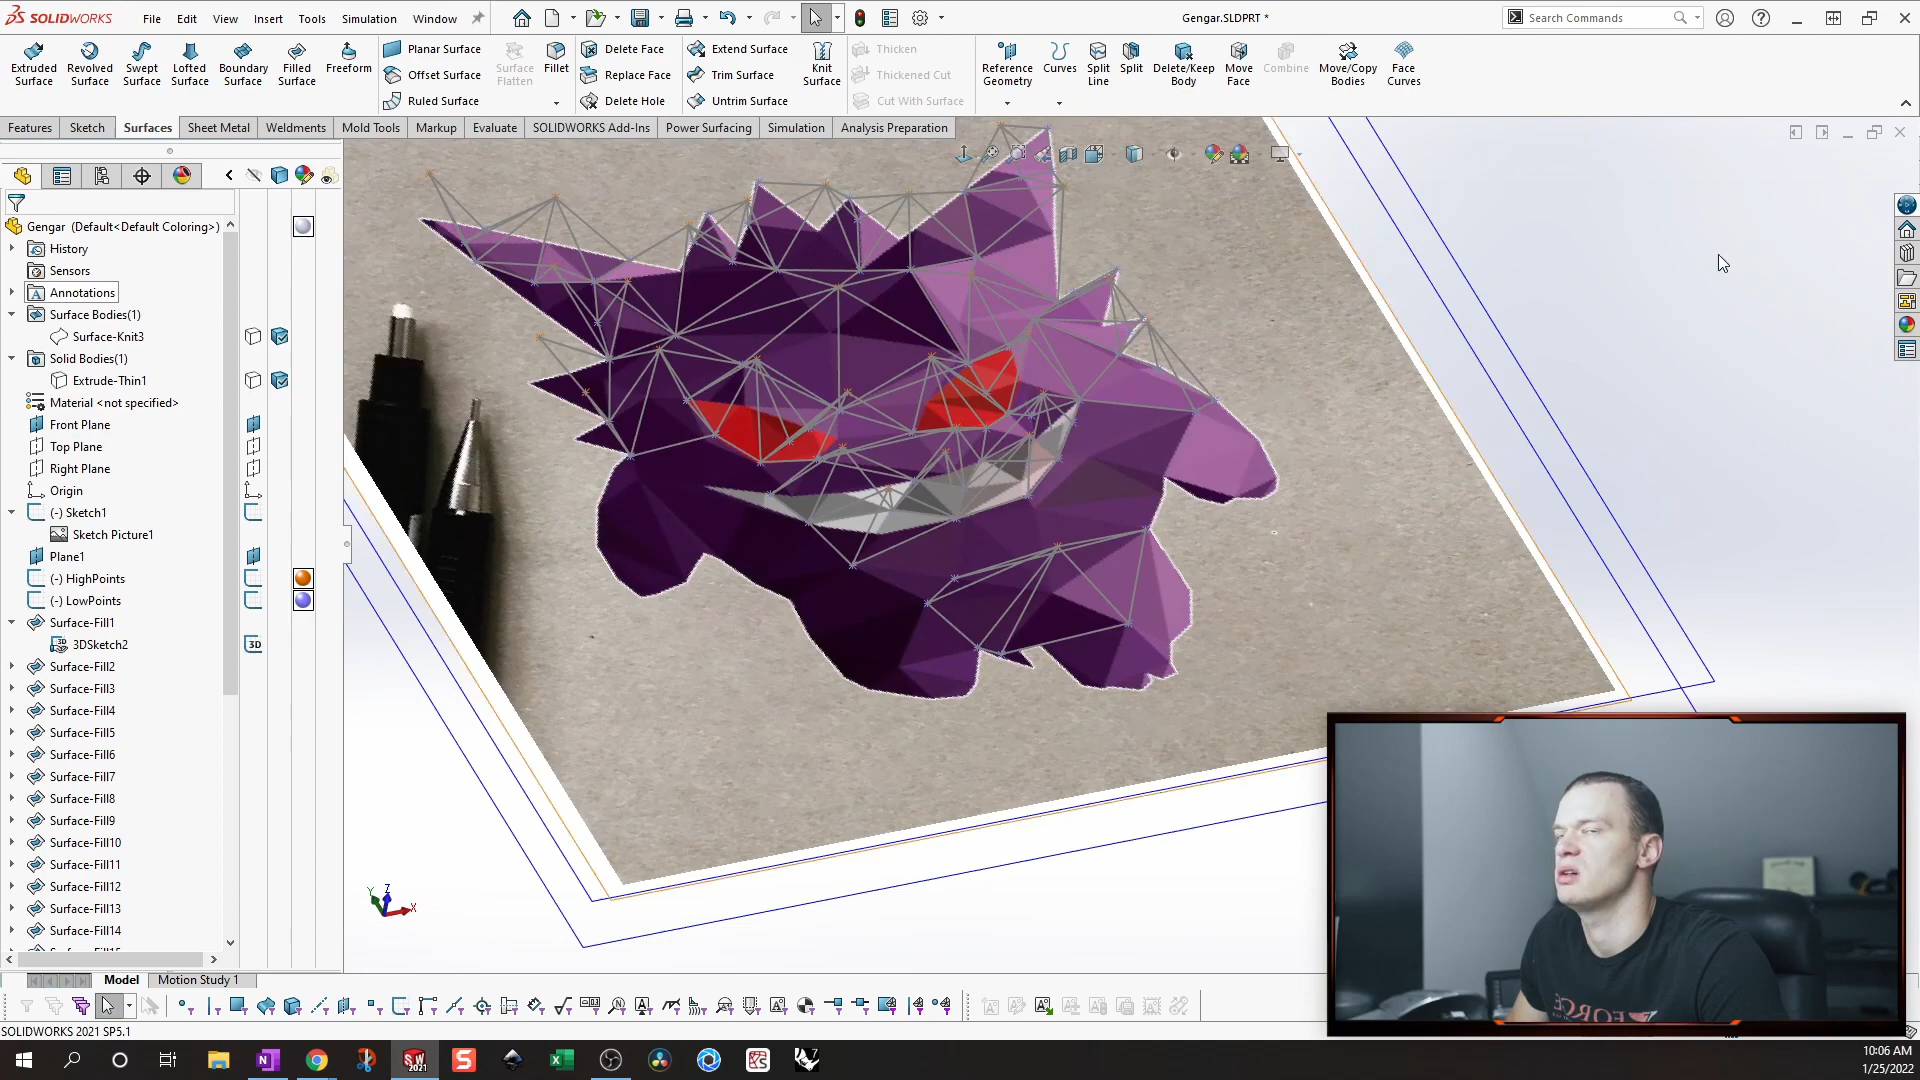 SOLIDWORKS File Edit View Insert Tools Simulation Window
Gengar.SLDPRT *
Search Commands
Extruded Surface
Revolved Surface
Swept Surface
Lofted Surface
Boundary Surface
Filled Surface
Freeform
Planar Surface
Offset Surface
Ruled Surface
Surface Flatten
Fillet
Delete Face
Replace Face
Delete Hole
Extend Surface
Trim Surface
Untrim Surface
Knit Surface
Thicken
Thickened Cut
Cut With Surface
Reference Geometry
Curves
Split Line
Split
Delete/Keep Body
Move Face
Combine
Move/Copy Bodies
Face Curves
Features Sketch Surfaces Sheet Metal Weldments Mold Tools Markup Evaluate SOLIDWORKS Add-Ins Power Surfacing Simulation Analysis Preparation
Gengar (Default<Default Coloring>)
History
Sensors
Annotations
Surface Bodies(1)
Surface-Knit3
Solid Bodies(1)
Extrude-Thin1
Material <not specified>
Front Plane
Top Plane
Right Plane
Origin
(-) Sketch1
Sketch Picture1
Plane1
(-) HighPoints
(-) LowPoints
Surface-Fill1
3DSketch2
Surface-Fill2
Surface-Fill3
Surface-Fill4
Surface-Fill5
Surface-Fill6
Surface-Fill7
Surface-Fill8
Surface-Fill9
Surface-Fill10
Surface-Fill11
Surface-Fill12
Surface-Fill13
Surface-Fill14
Y Z X
Model Motion Study 1
SOLIDWORKS 2021 SP5.1
10:06 AM
1/25/2022